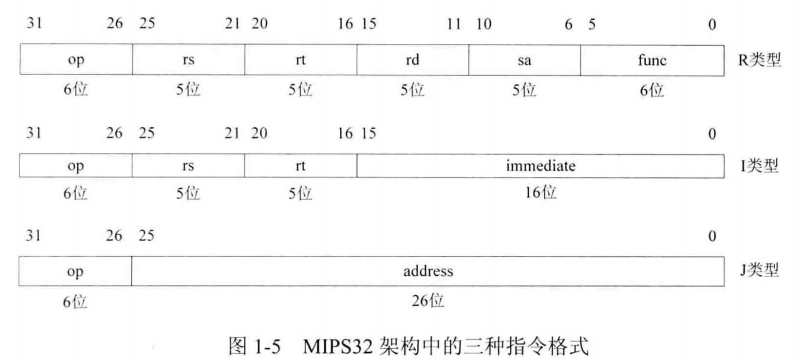 31 26 25 21 20 16 15 11 10 6 5 0
op rs rt rd sa func R类型
6位 5位 5位 5位 5位 6位
31 26 25 21 20 16 15 0
op rs rt immediate I类型
6位 5位 5位 16位
31 26 25 0
op address J类型
6位 26位
图 1-5 MIPS32 架构中的三种指令格式